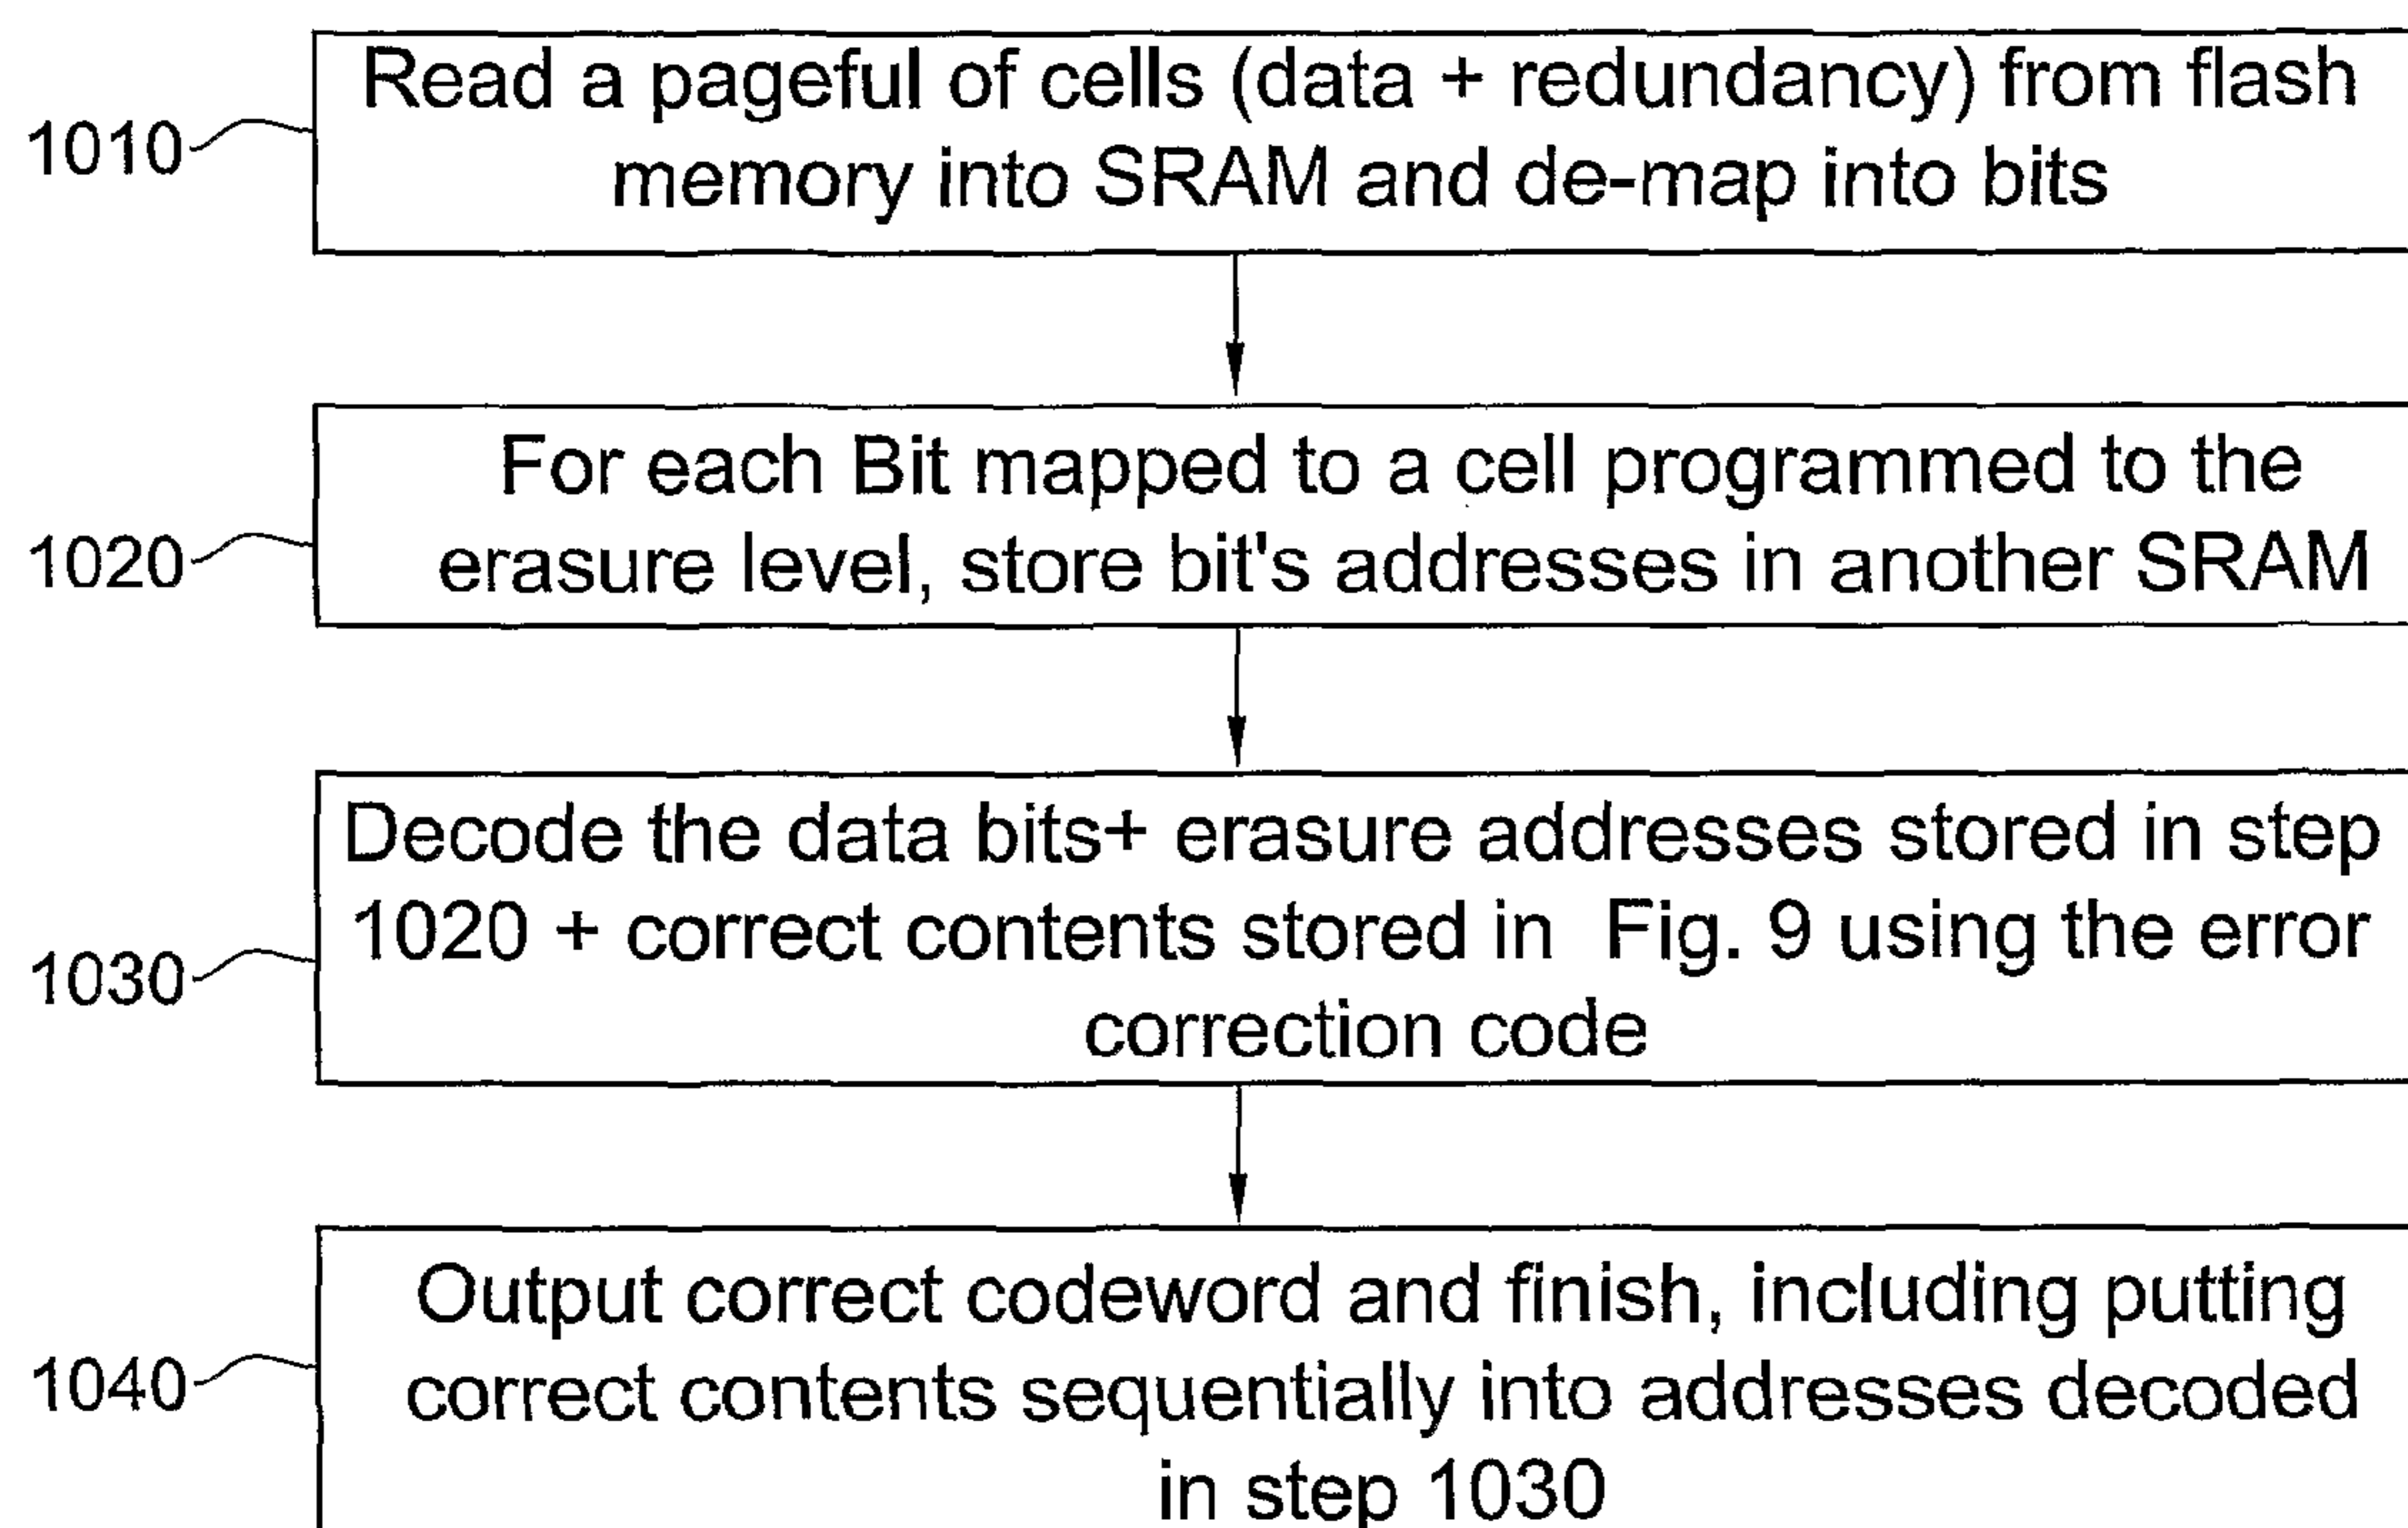 Read a pageful of cells (data + redundancy) from flash
1010
memory into SRAM and de-map into bits
For each Bit mapped to a cell programmed to the
1020
erasure level, store bit's addresses in another SRAM
Decode the data bits+ erasure addresses stored in step
1020 + correct contents stored in Fig. 9 using the error
1030
correction code
Output correct codeword and finish, including putting
1040
correct contents sequentially into addresses decoded
in step 1030